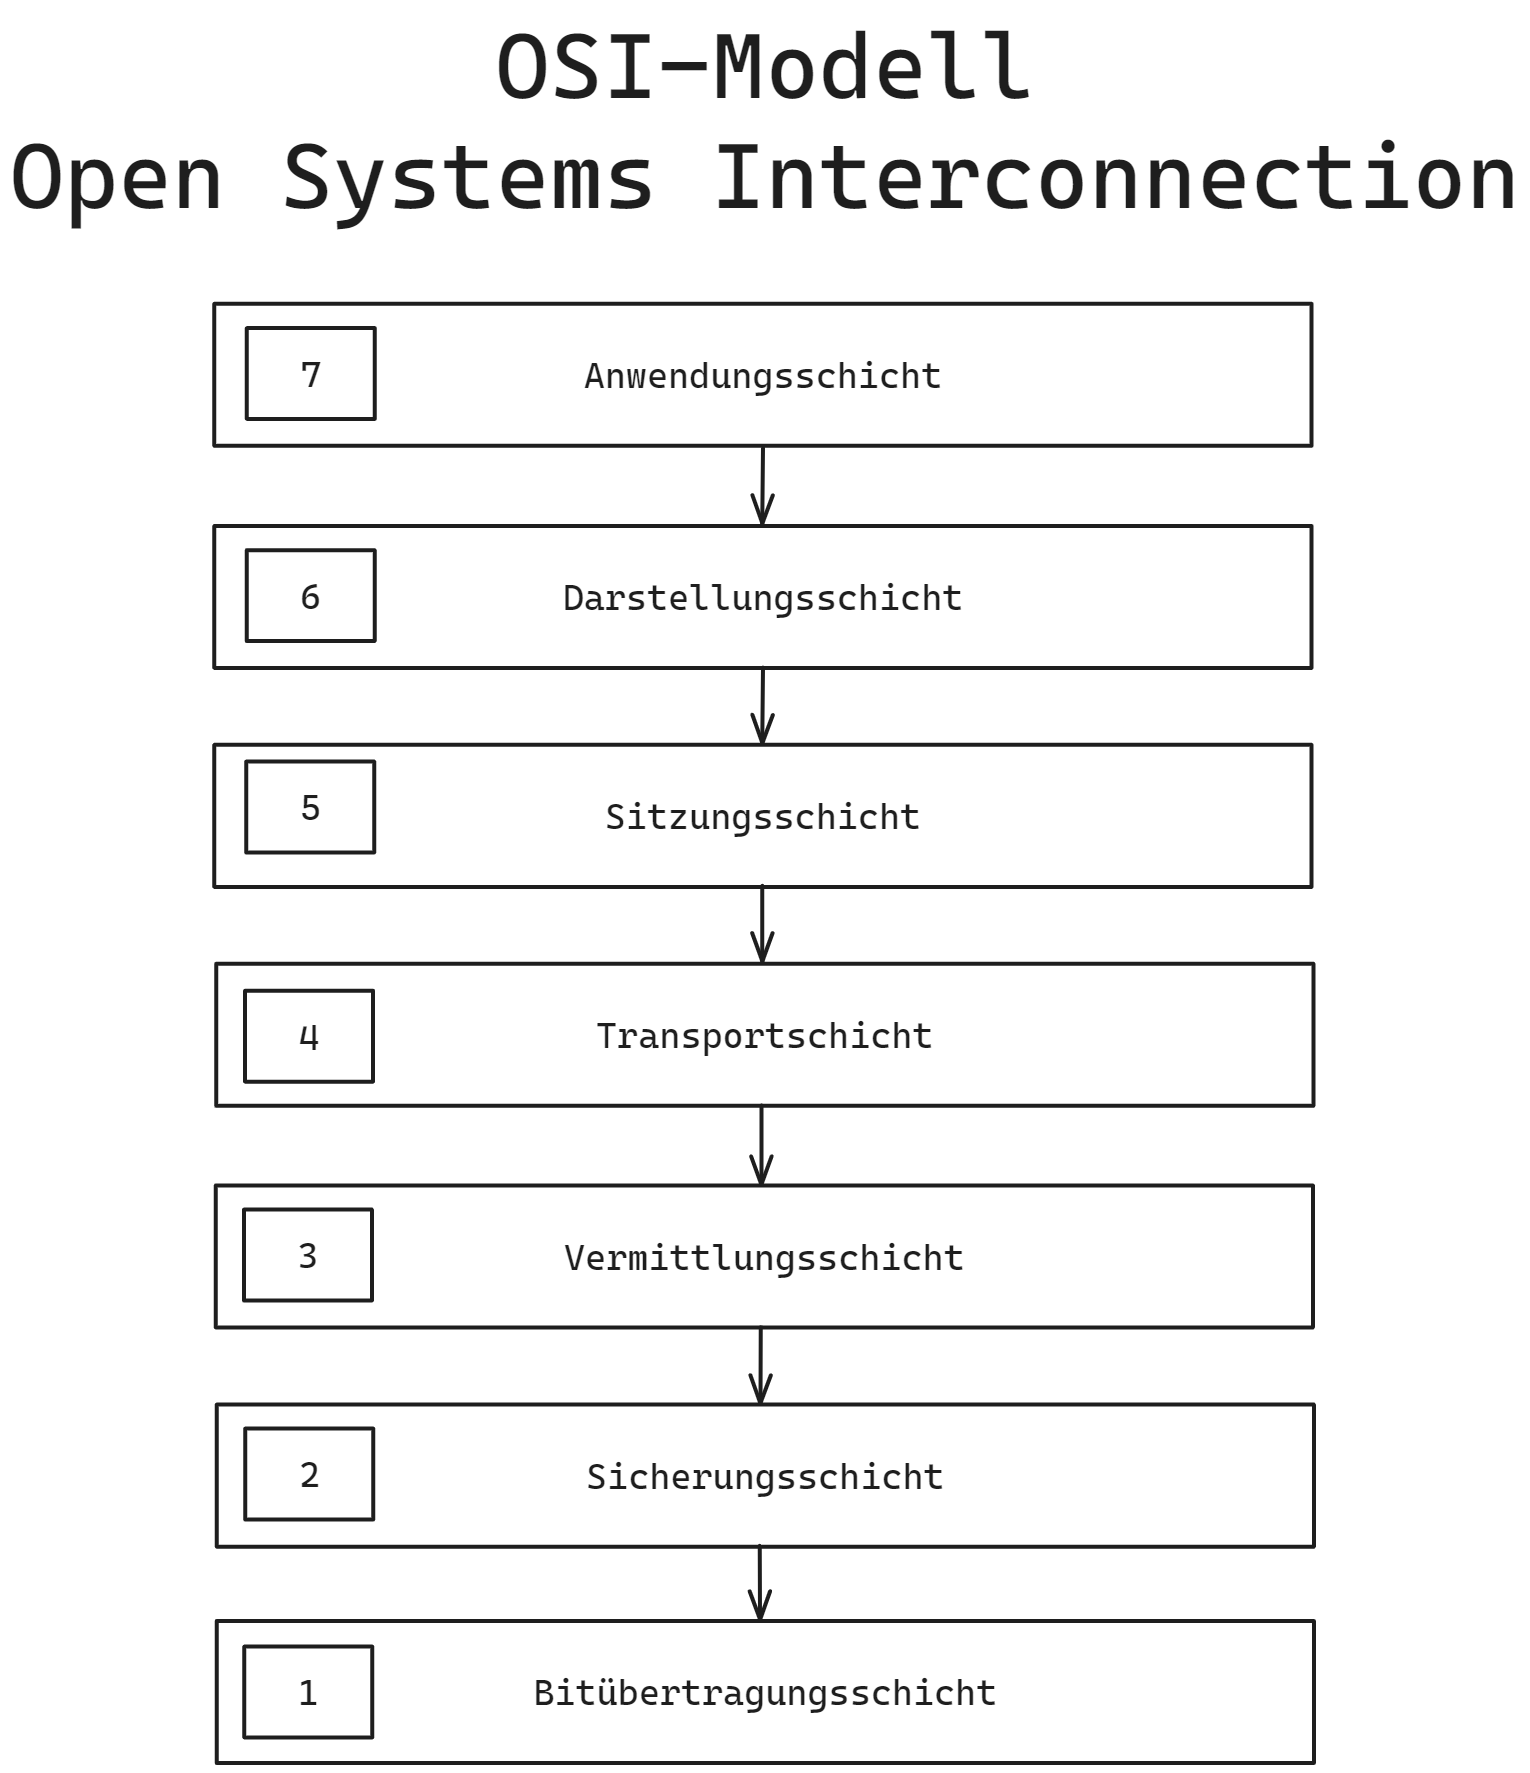 OSI-Modell
Open Systems Interconnection
7 Anwendungsschicht
6 Darstellungsschicht
5 Sitzungsschicht
4 Transportschicht
3 Vermittlungsschicht
2 Sicherungsschicht
1 Bitübertragungsschicht